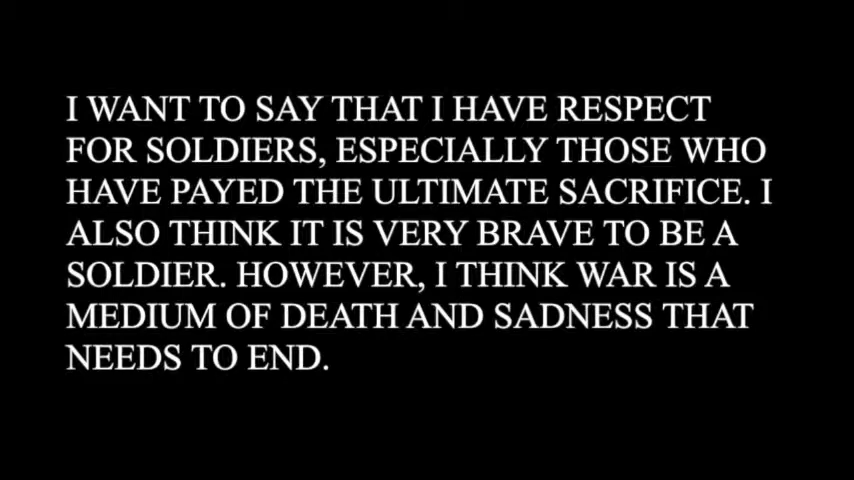 I WANT TO SAY THAT I HAVE RESPECT
FOR SOLDIERS, ESPECIALLY THOSE WHO
HAVE PAYED THE ULTIMATE SACRIFICE. I
ALSO THINK IT IS VERY BRAVE TO BE A
SOLDIER. HOWEVER, I THINK WAR IS A
MEDIUM OF DEATH AND SADNESS THAT
NEEDS TO END.